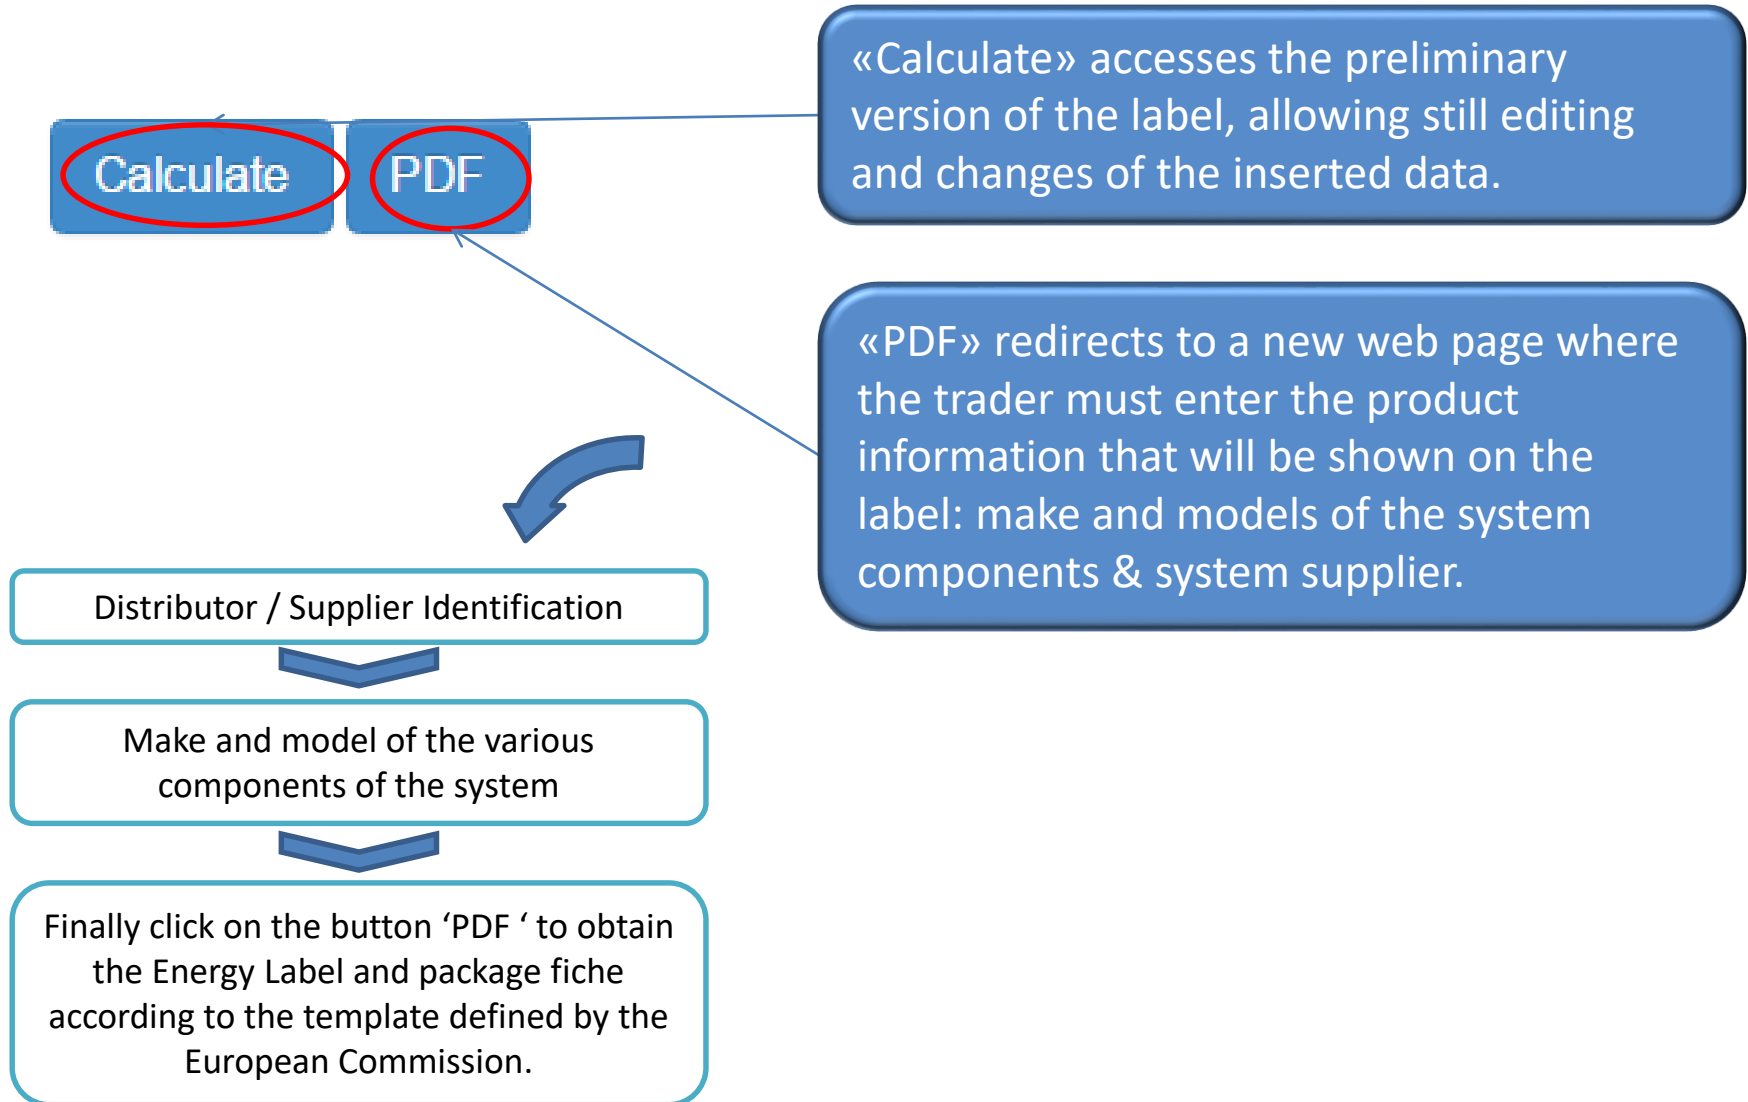 Calculate PDF
«Calculate» accesses the preliminary
version of the label, allowing still editing
and changes of the inserted data.
«PDF» redirects to a new web page where
the trader must enter the product
information that will be shown on the
label: make and models of the system
components & system supplier.
Distributor / Supplier Identification
Make and model of the various
components of the system
Finally click on the button ‘PDF ‘ to obtain
the Energy Label and package fiche
according to the template defined by the
European Commission.